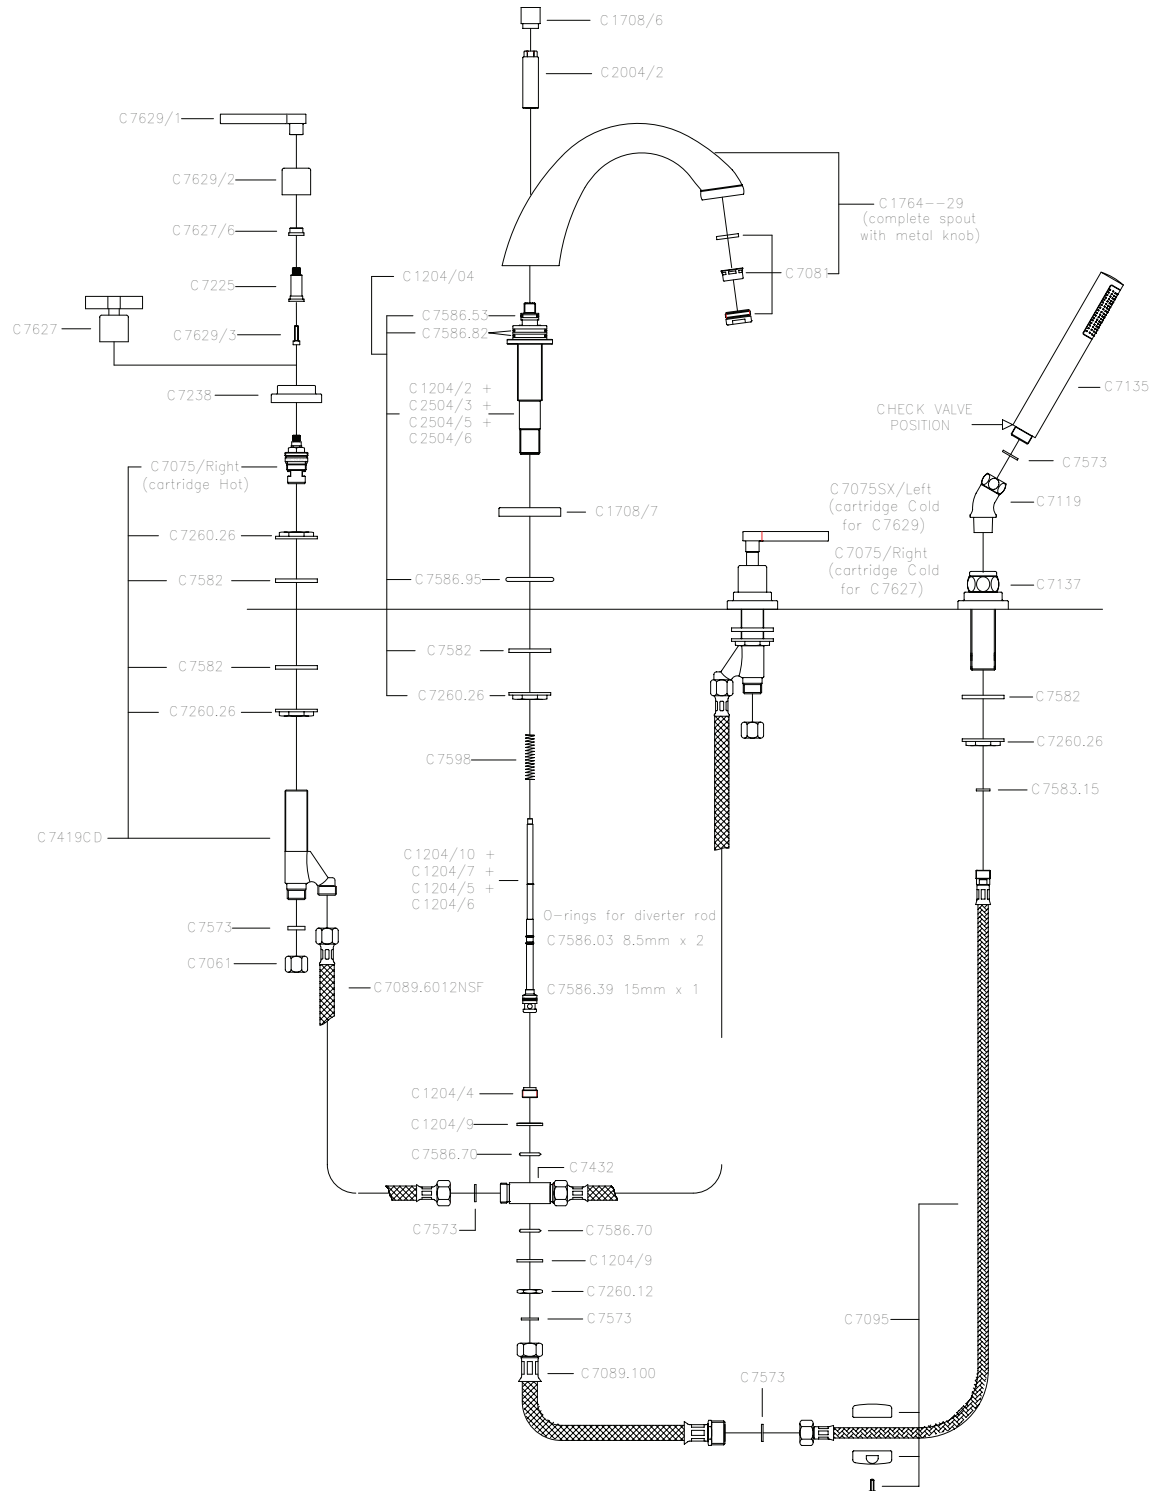 C1708/6
C2004/2
C7629/1
C7629/2
C1764--29
(complete spout
with metal knob)
C7627/6
C7081
C1204/04
C7225
C7586.53
C7627
C7629/3
C7586.82
C7238
C1204/2 +
C2504/3 +
C2504/5 +
C2504/6
C7135
CHECK VALVE
POSITION
C7573
C7075/Right
(cartridge Hot)
C7075SX/Left
(cartridge Cold
for C7629)
C7119
C1708/7
C7260.26
C7075/Right
(cartridge Cold
for C7627)
C7582
C7586.95
C7137
C7582
C7582
C7260.26
C7582
C7260.26
C7260.26
C7598
C7583.15
C7419CD
C1204/10 +
C1204/7 +
C1204/5 +
C1204/6
O-rings for diverter rod
C7573
C7586.03 8.5mm x 2
C7061
C7089.6012NSF
C7586.39 15mm x 1
C1204/4
C1204/9
C7586.70
C7432
C7573
C7586.70
C1204/9
C7260.12
C7573
C7095
C7089.100
C7573